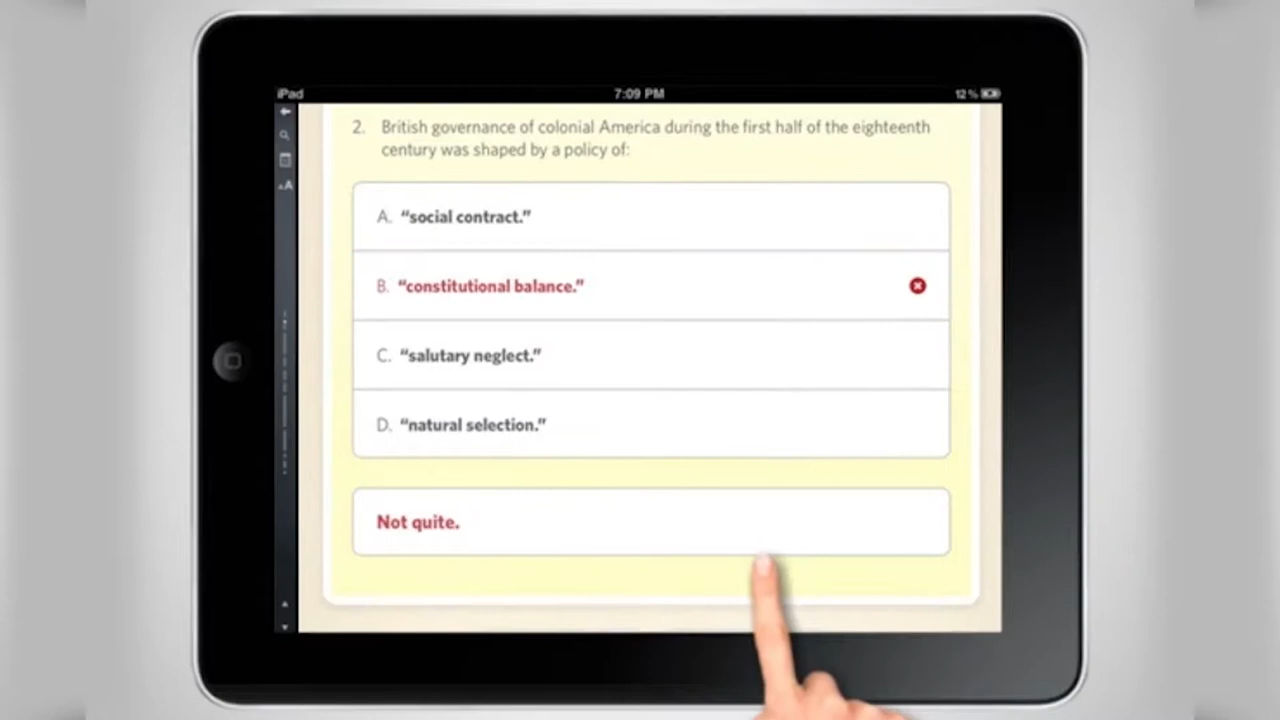 iPad
7:09 PM
12%
AA
2. British governance of colonial America during the first half of the eighteenth
century was shaped by a policy of:
A. “social contract.”
B. “constitutional balance.”
C. “salutary neglect.”
D. “natural selection.”
Not quite.